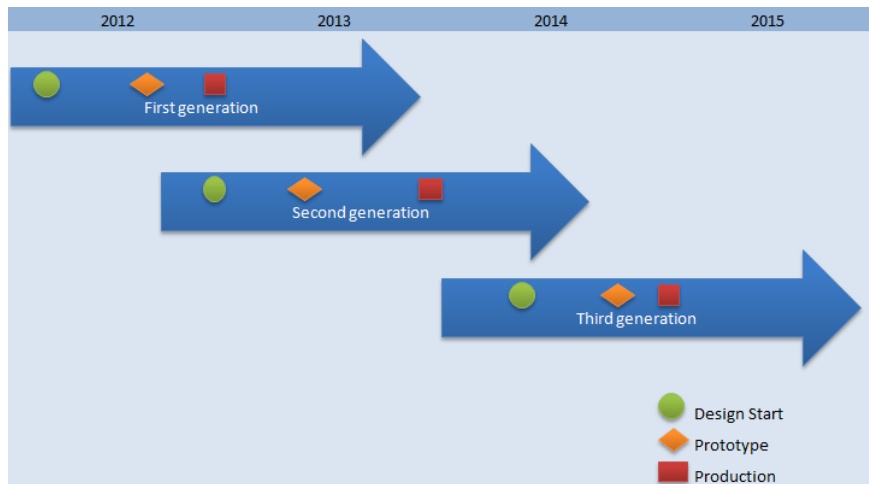 2012 2013 2014 2015
First generation
Second generation
Third generation
Design Start
Prototype
Production